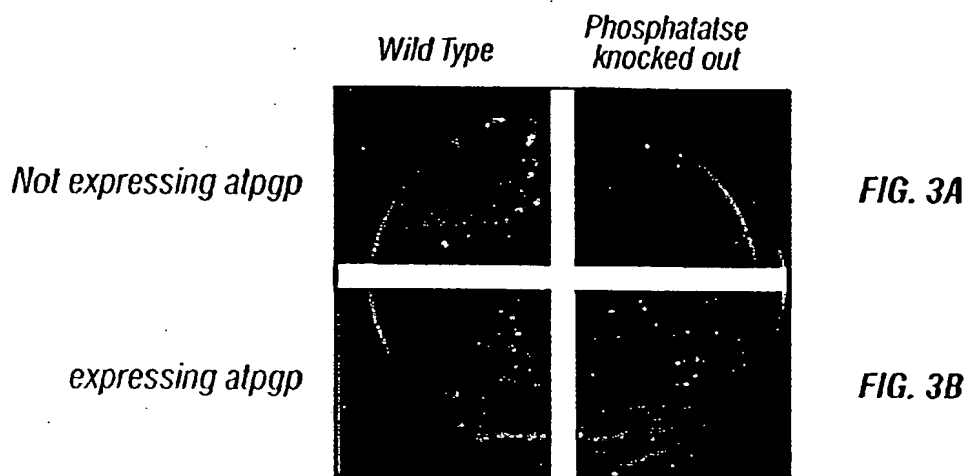 Wild Type
Phosphatatse
knocked out
Not expressing atpgp
FIG. 3A
expressing atpgp
FIG. 3B